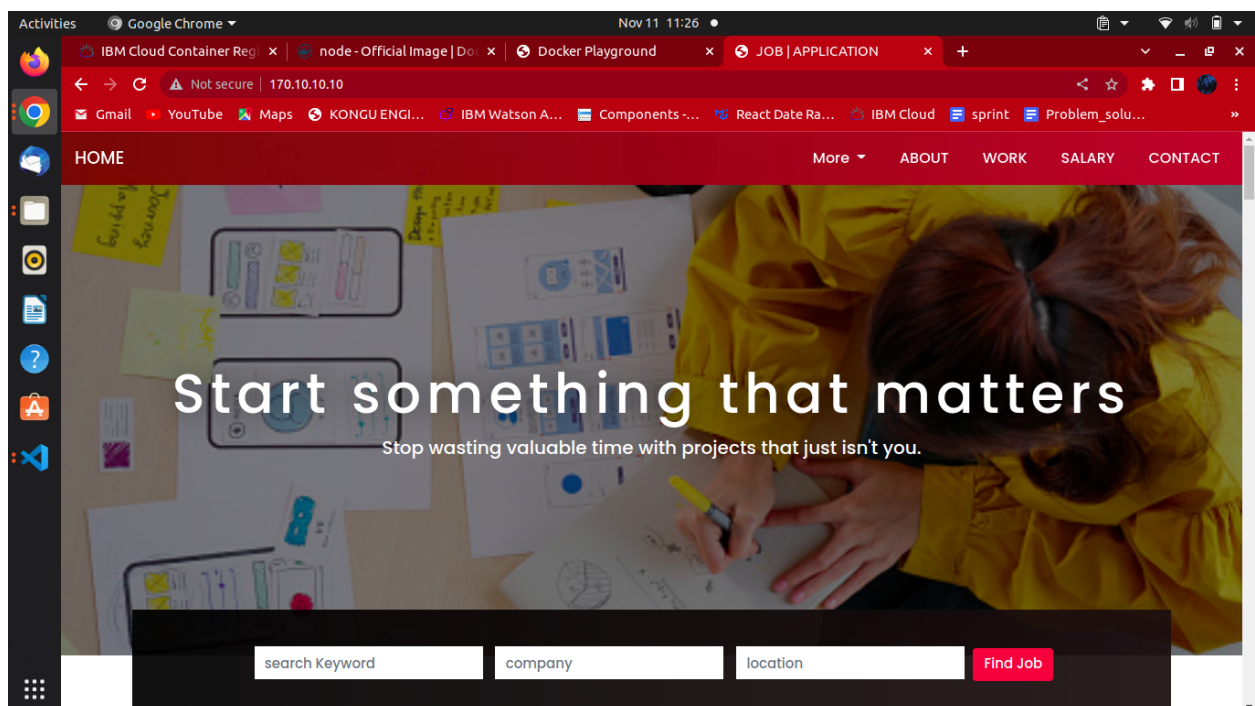 Activities Google Chrome Nov 11 11:26
IBM Cloud Container Regi node - Official Image | Doc Docker Playground JOB | APPLICATION
Not secure 170.10.10.10
Gmail YouTube Maps KONGU ENGI... IBM Watson A... Components -... React Date Ra... IBM Cloud sprint Problem_solu... »
HOME More ABOUT WORK SALARY CONTACT
Start something that matters
Stop wasting valuable time with projects that just isn't you.
search Keyword company location Find Job